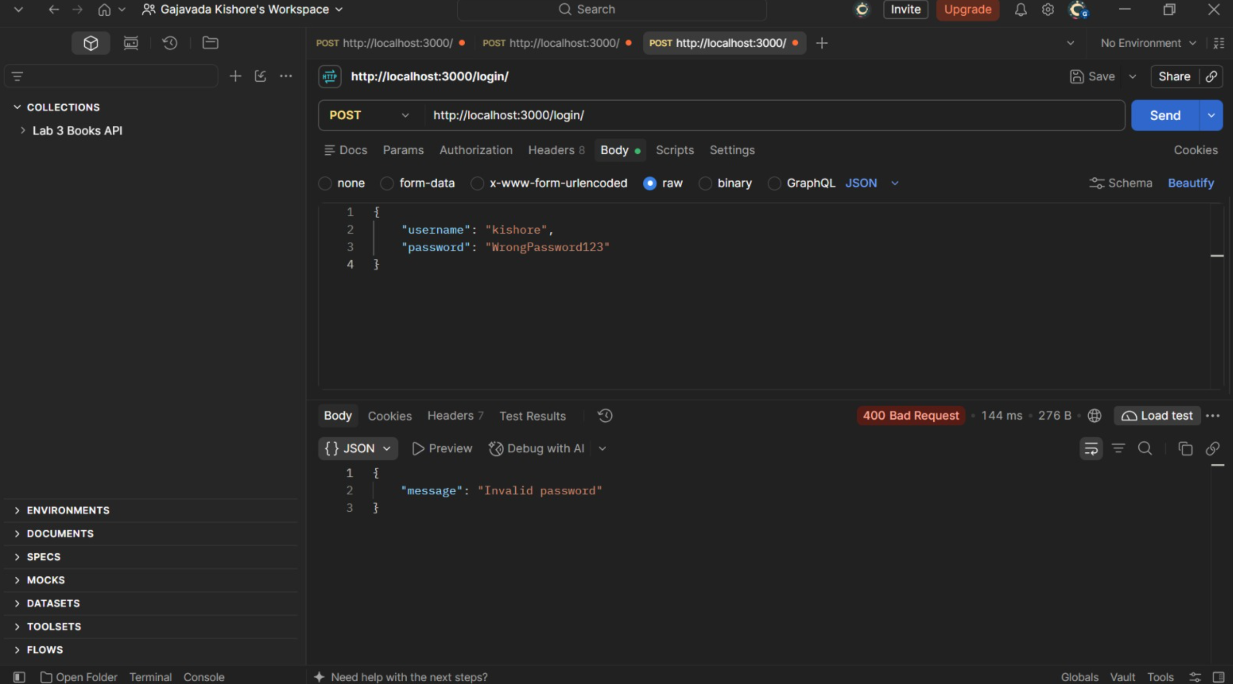 Gajavada Kishore's Workspace
Search
Invite
Upgrade
POST http://localhost:3000/
POST http://localhost:3000/
POST http://localhost:3000/
No Environment
HTTP http://localhost:3000/login/
Save
Share
COLLECTIONS
Lab 3 Books API
POST http://localhost:3000/login/
Send
Docs Params Authorization Headers 8 Body Scripts Settings
Cookies
none form-data x-www-form-urlencoded raw binary GraphQL JSON
Schema Beautify
1 {
2 "username": "kishore",
3 "password": "WrongPassword123"
4 }
Body Cookies Headers 7 Test Results
400 Bad Request • 144 ms • 276 B
Load test
{} JSON Preview Debug with AI
1 {
2 "message": "Invalid password"
3 }
ENVIRONMENTS
DOCUMENTS
SPECS
MOCKS
DATASETS
TOOLSETS
FLOWS
Open Folder Terminal Console
Need help with the next steps?
Globals Vault Tools